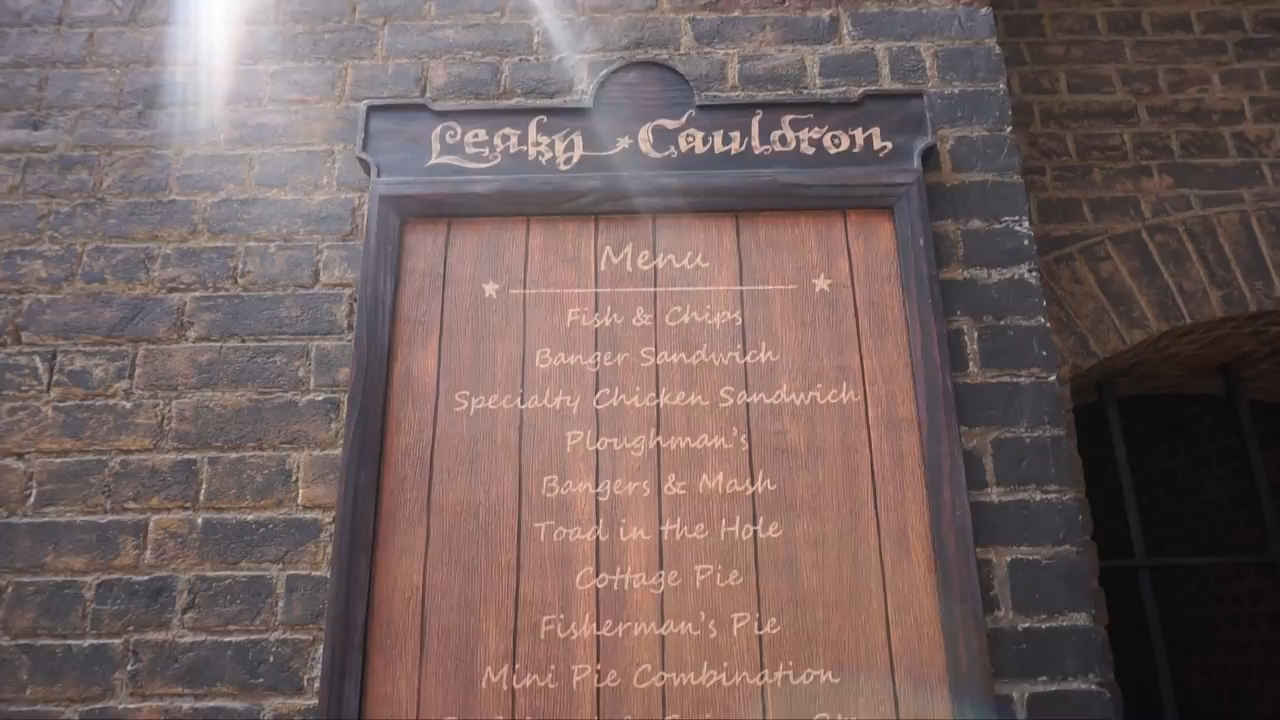 Leaky Cauldron
Menu
Fish & Chips
Banger Sandwich
Specialty Chicken Sandwich
Ploughman's
Bangers & Mash
Toad in the Hole
Cottage Pie
Fisherman's Pie
Mini Pie Combination